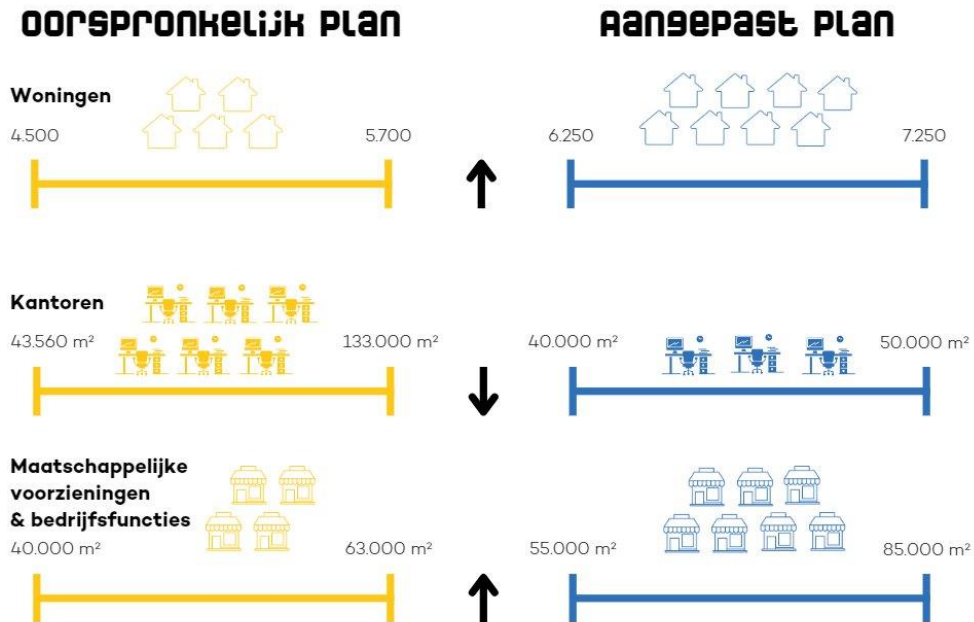 Oorspronkelijk plan
Aangepast plan
Woningen
4.500
5.700
6.250
7.250
Kantoren
43.560 m²
133.000 m²
40.000 m²
50.000 m²
Maatschappelijke
voorzieningen
& bedrijfsfuncties
40.000 m²
63.000 m²
55.000 m²
85.000 m²